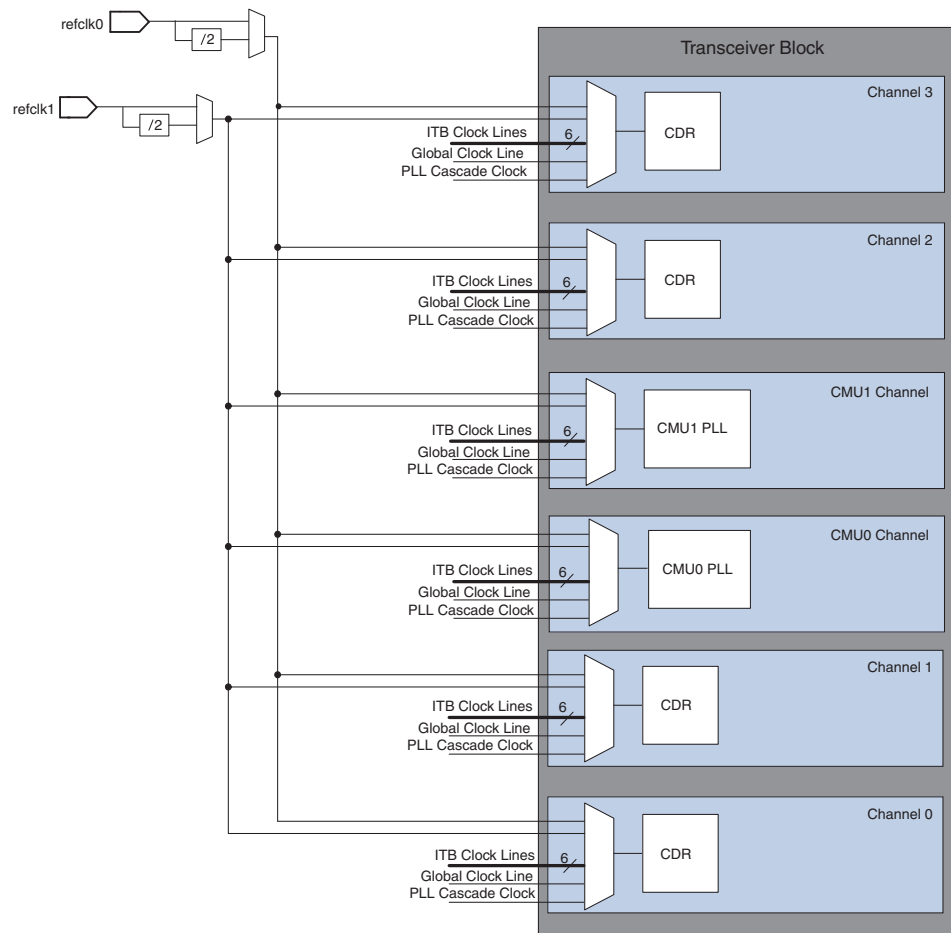 refclk0
/2
Transceiver Block
refclk1
/2
Channel 3
ITB Clock Lines
6
Global Clock Line
PLL Cascade Clock
CDR
Channel 2
ITB Clock Lines
6
Global Clock Line
PLL Cascade Clock
CDR
CMU1 Channel
ITB Clock Lines
6
Global Clock Line
PLL Cascade Clock
CMU1 PLL
CMU0 Channel
ITB Clock Lines
6
Global Clock Line
PLL Cascade Clock
CMU0 PLL
Channel 1
ITB Clock Lines
6
Global Clock Line
PLL Cascade Clock
CDR
Channel 0
ITB Clock Lines
6
Global Clock Line
PLL Cascade Clock
CDR